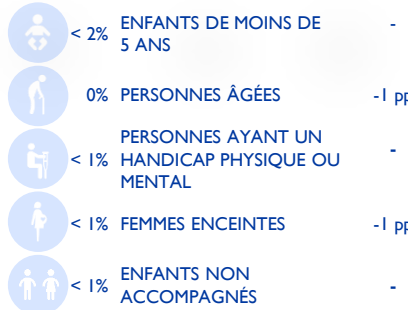 < 2% ENFANTS DE MOINS DE 5 ANS -
0% PERSONNES ÂGÉES -1 pp
< 1% PERSONNES AYANT UN HANDICAP PHYSIQUE OU MENTAL -
< 1% FEMMES ENCEINTES -1 pp
< 1% ENFANTS NON ACCOMPAGNÉS -